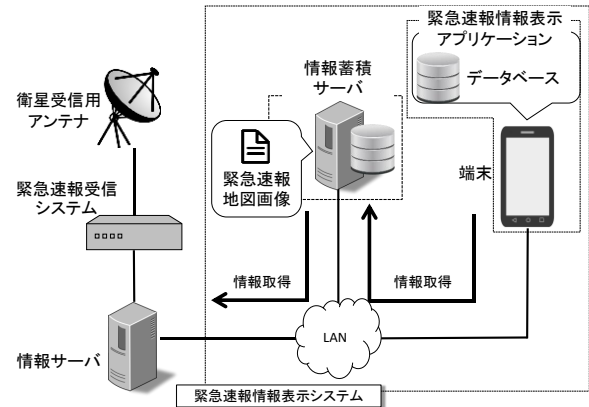 緊急速報情報表示
アプリケーション
データベース
情報蓄積
サーバ
衛星受信用
アンテナ
緊急速報
地図画像
端末
緊急速報受信
システム
情報取得
情報取得
LAN
情報サーバ
緊急速報情報表示システム